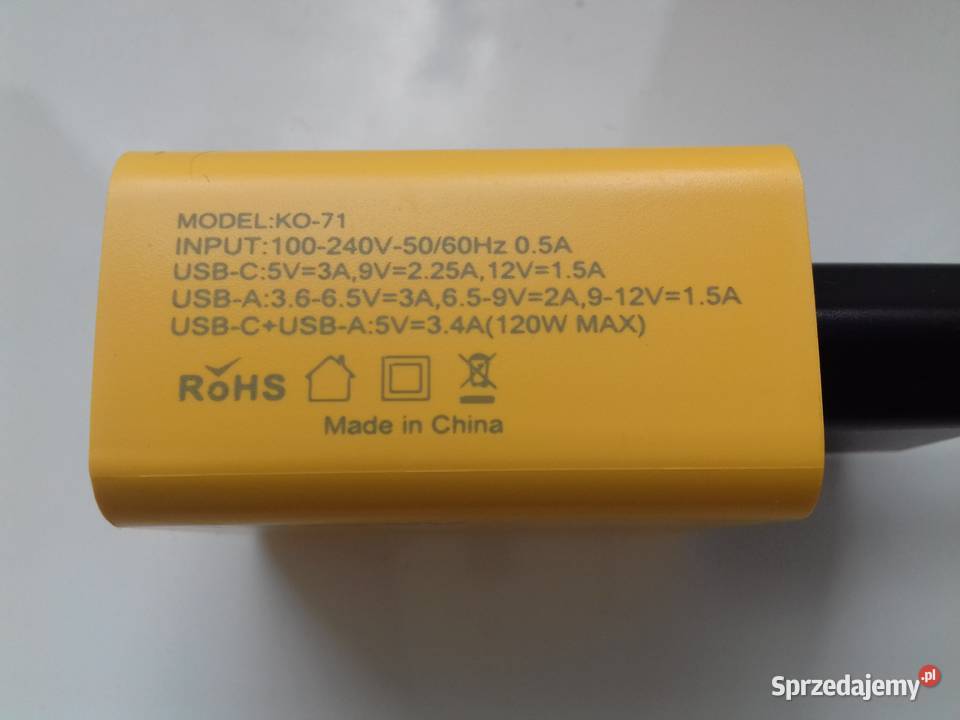 MODEL:KO-71
INPUT:100-240V-50/60Hz 0.5A
USB-C:5V=3A,9V=2.25A,12V=1.5A
USB-A:3.6-6.5V=3A,6.5-9V=2A,9-12V=1.5A
USB-C+USB-A:5V=3.4A(120W MAX)
RoHS
Made in China
Sprzedajemy.pl